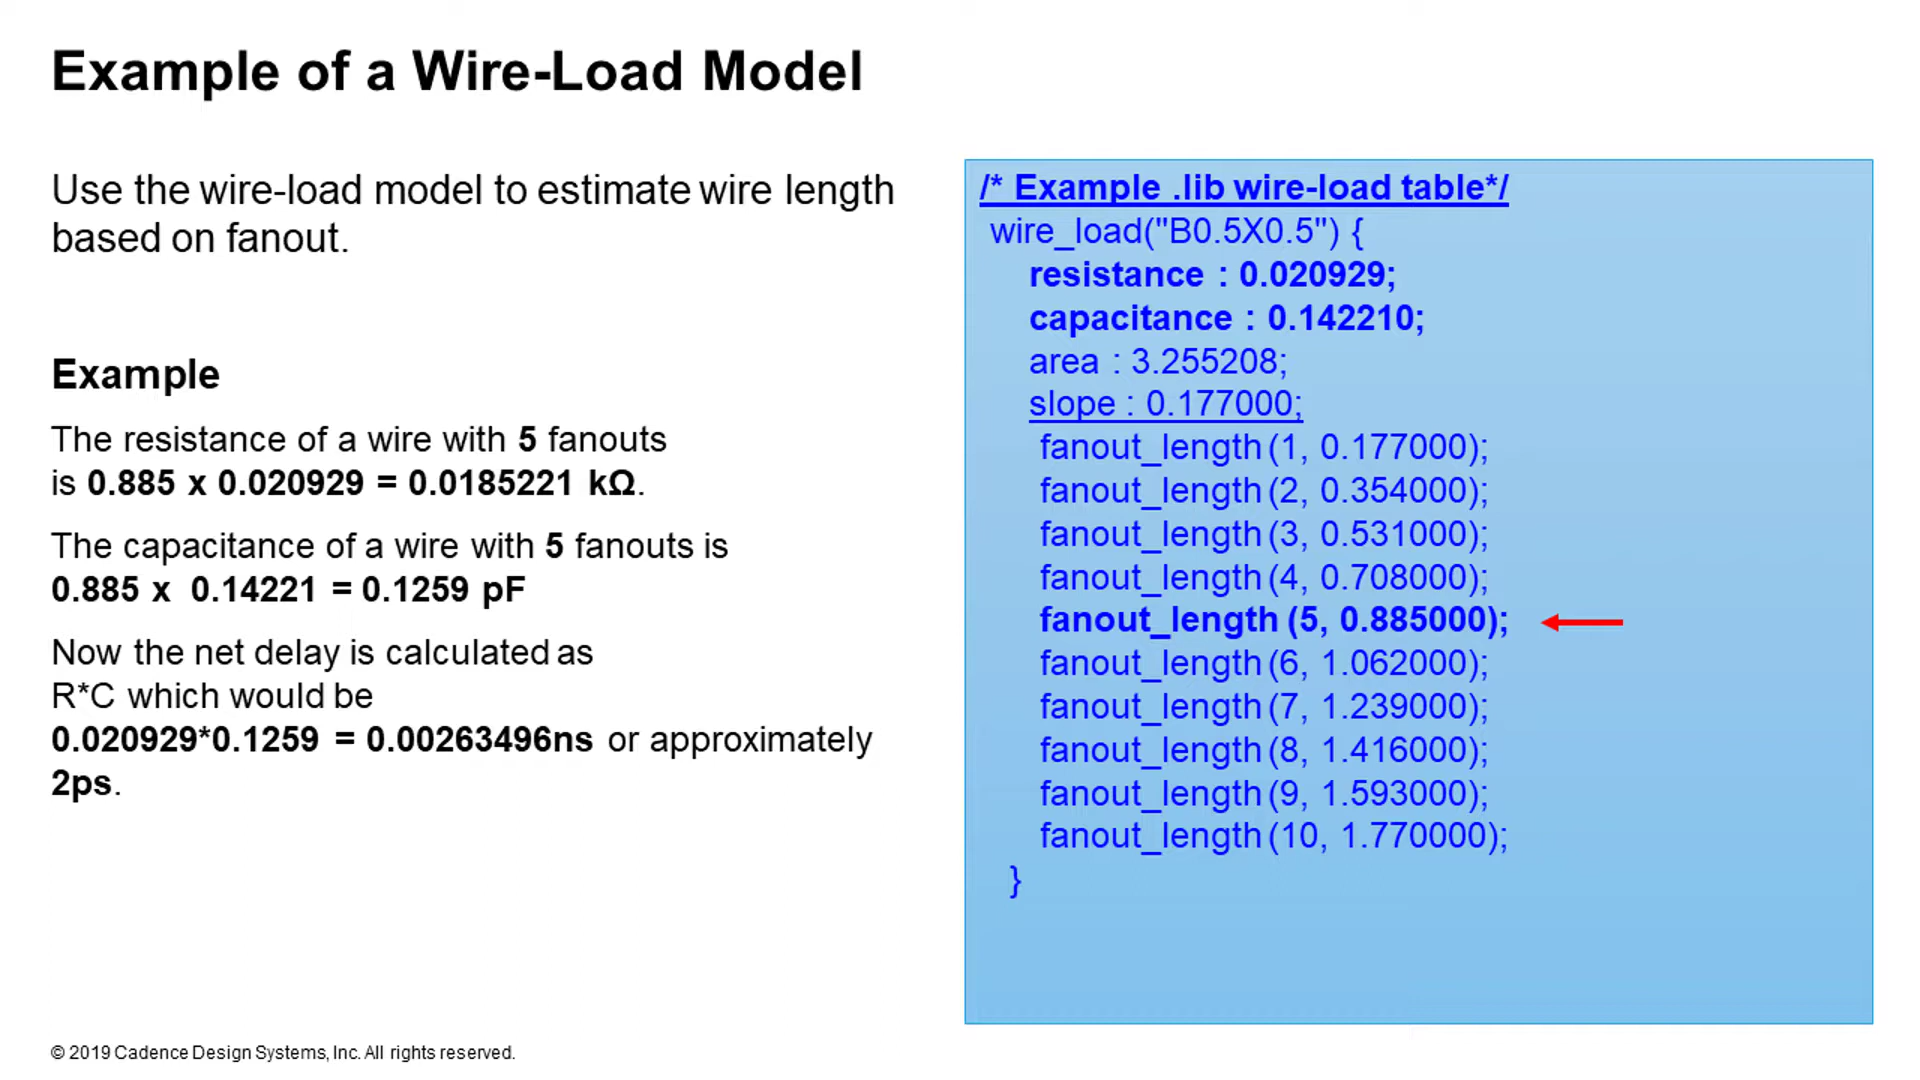 Example of a Wire-Load Model
Use the wire-load model to estimate wire length
based on fanout.
Example
The resistance of a wire with 5 fanouts
is 0.885 x 0.020929 = 0.0185221 kΩ.
The capacitance of a wire with 5 fanouts is
0.885 x 0.14221 = 0.1259 pF
Now the net delay is calculated as
R*C which would be
0.020929*0.1259 = 0.00263496ns or approximately
2ps.
/* Example .lib wire-load table*/
wire_load("B0.5X0.5") {
resistance : 0.020929;
capacitance : 0.142210;
area : 3.255208;
slope : 0.177000;
fanout_length (1, 0.177000);
fanout_length (2, 0.354000);
fanout_length (3, 0.531000);
fanout_length (4, 0.708000);
fanout_length (5, 0.885000);
fanout_length (6, 1.062000);
fanout_length (7, 1.239000);
fanout_length (8, 1.416000);
fanout_length (9, 1.593000);
fanout_length (10, 1.770000);
}
© 2019 Cadence Design Systems, Inc. All rights reserved.